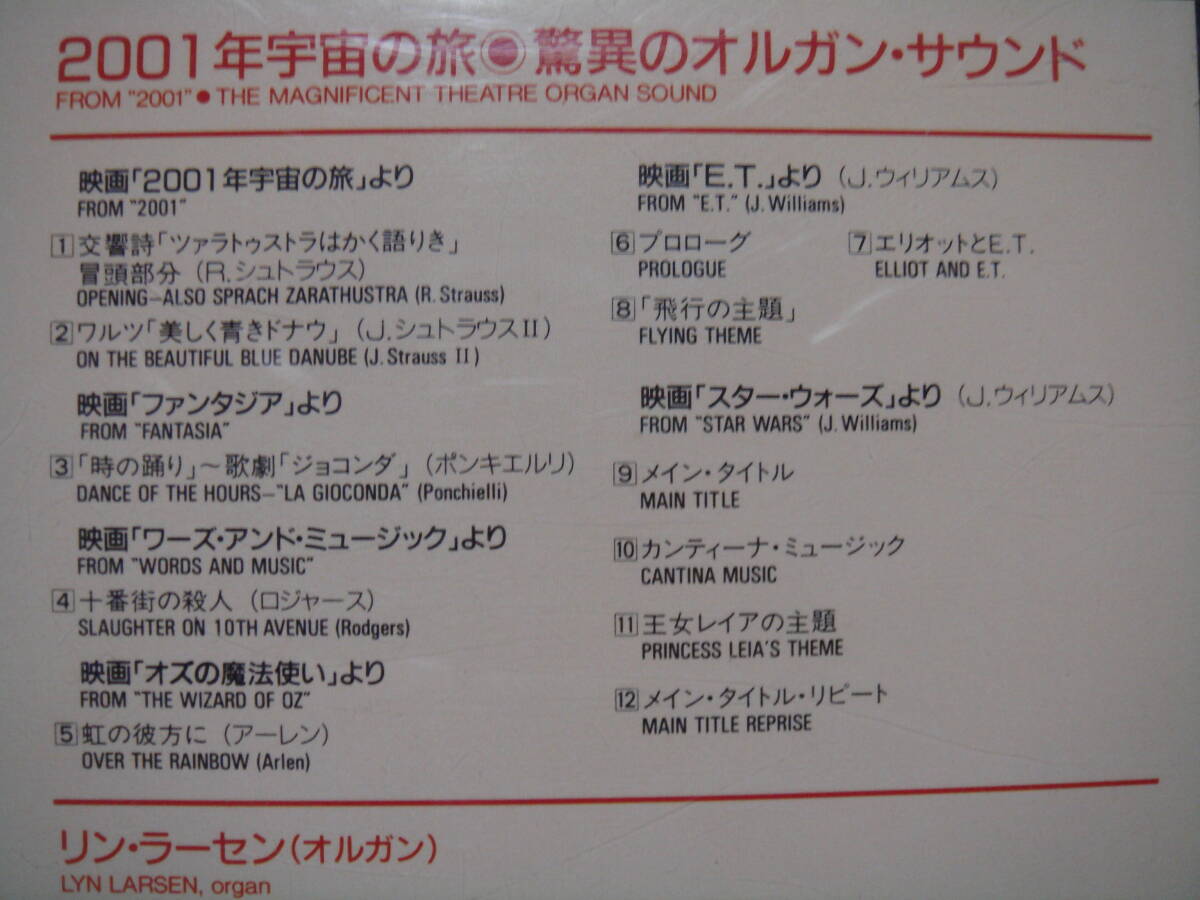 2001年宇宙の旅◉驚異のオルガン・サウンド
FROM "2001" ● THE MAGNIFICENT THEATRE ORGAN SOUND
映画「2001年宇宙の旅」より
FROM "2001"
1 交響詩「ツァラトゥストラはかく語りき」
冒頭部分（R.シュトラウス）
OPENING–ALSO SPRACH ZARATHUSTRA (R. Strauss)
2 ワルツ「美しく青きドナウ」（J.シュトラウスII）
ON THE BEAUTIFUL BLUE DANUBE (J. Strauss II)
映画「ファンタジア」より
FROM "FANTASIA"
3 「時の踊り」〜歌劇「ジョコンダ」（ポンキエルリ）
DANCE OF THE HOURS–"LA GIOCONDA" (Ponchielli)
映画「ワーズ・アンド・ミュージック」より
FROM "WORDS AND MUSIC"
4 十番街の殺人（ロジャース）
SLAUGHTER ON 10TH AVENUE (Rodgers)
映画「オズの魔法使い」より
FROM "THE WIZARD OF OZ"
5 虹の彼方に（アーレン）
OVER THE RAINBOW (Arlen)
映画「E.T.」より（J.ウィリアムス）
FROM "E.T." (J. Williams)
6 プロローグ 7 エリオットとE.T.
PROLOGUE ELLIOT AND E.T.
8 「飛行の主題」
FLYING THEME
映画「スター・ウォーズ」より（J.ウィリアムス）
FROM "STAR WARS" (J. Williams)
9 メイン・タイトル
MAIN TITLE
10 カンティーナ・ミュージック
CANTINA MUSIC
11 王女レイアの主題
PRINCESS LEIA'S THEME
12 メイン・タイトル・リピート
MAIN TITLE REPRISE
リン・ラーセン（オルガン）
LYN LARSEN, organ